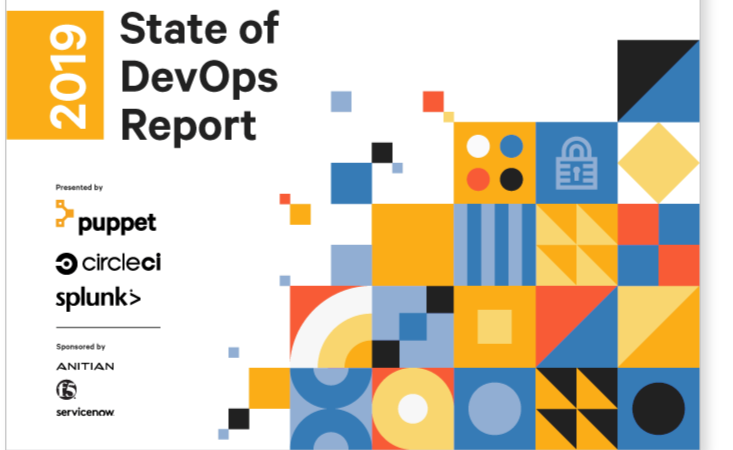 2019
State of
DevOps
Report
Presented by
puppet
circleci
splunk>
Sponsored by
ANITIAN
f5
servicenow